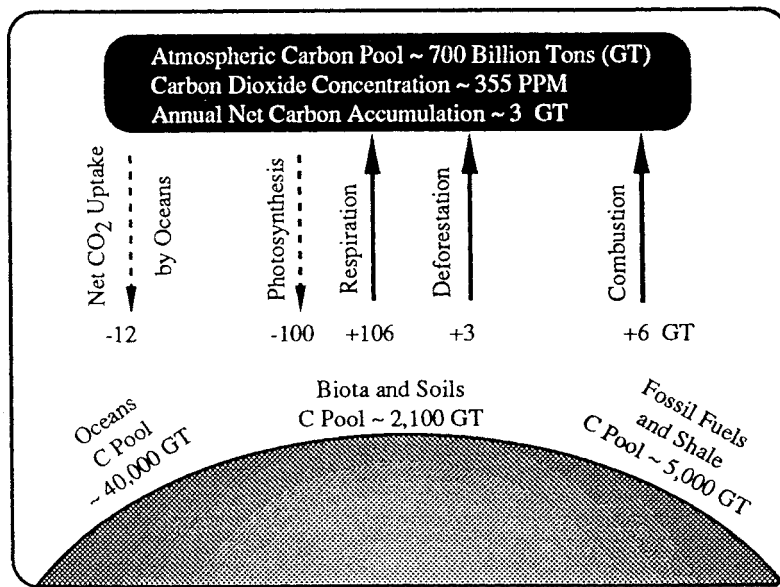 Atmospheric Carbon Pool ~ 700 Billion Tons (GT)
Carbon Dioxide Concentration ~ 355 PPM
Annual Net Carbon Accumulation ~ 3 GT
Net CO₂ Uptake
by Oceans
Photosynthesis
Respiration
Deforestation
Combustion
-12
-100
+106
+3
+6 GT
Oceans
C Pool
~ 40,000 GT
Biota and Soils
C Pool ~ 2,100 GT
Fossil Fuels
and Shale
C Pool ~ 5,000 GT